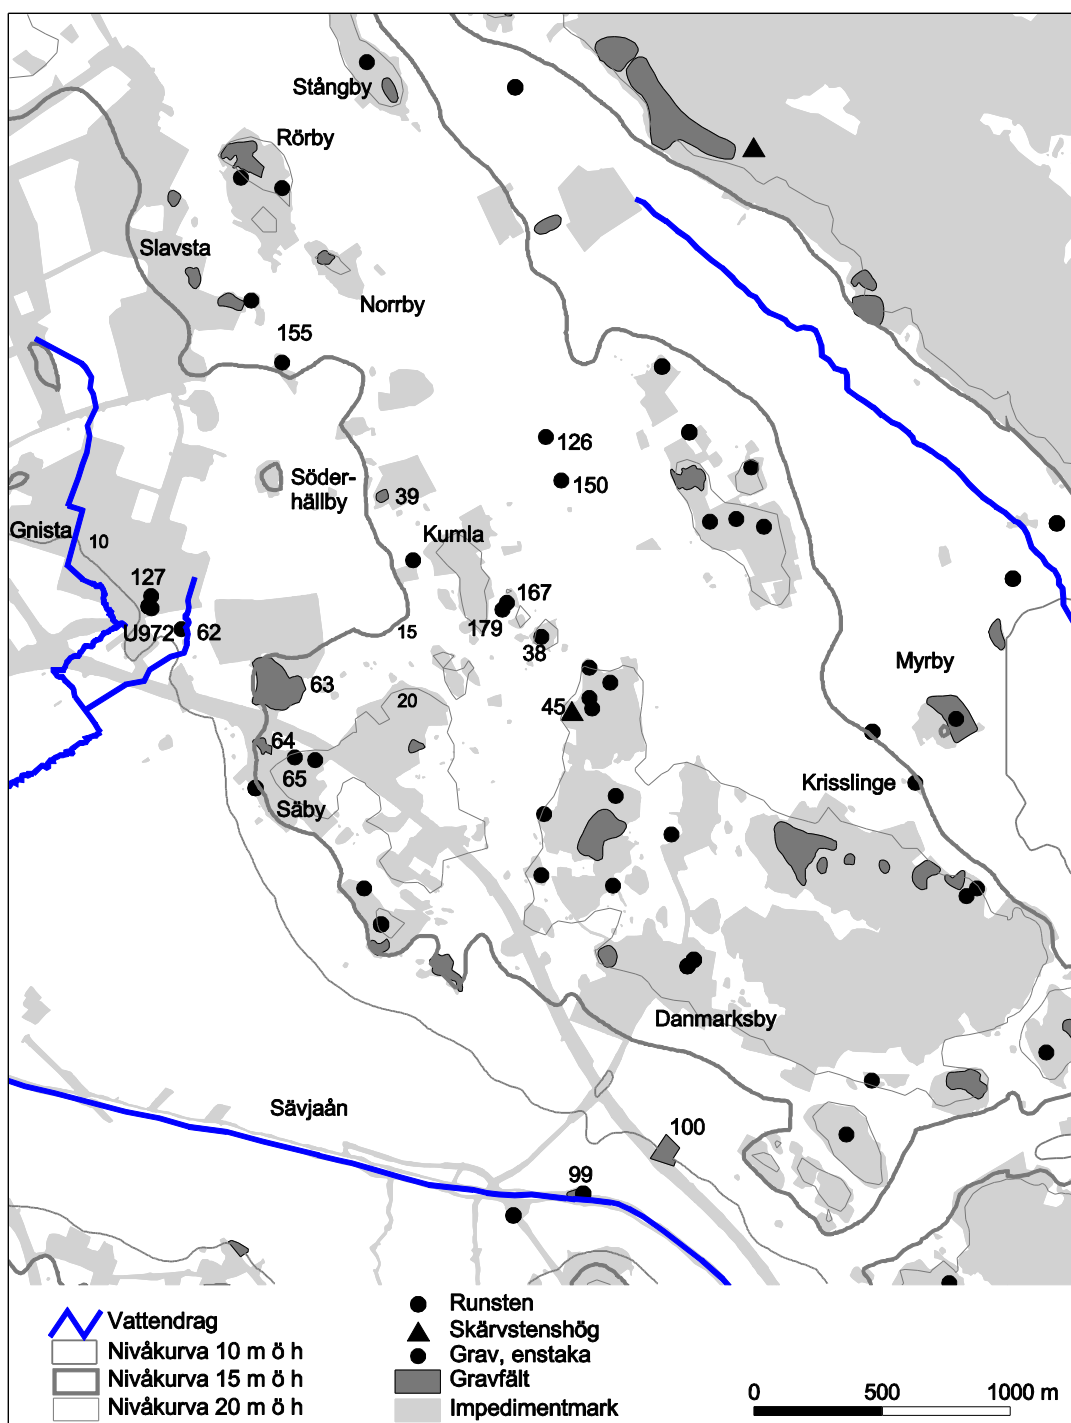 Stångby
Rörby
Slavsta
Norrby
155
126
150
Söder-
hällby
39
Gnista
10
Kumla
127
167
U972
62
179
15
38
63
Myrby
20
45
64
65
Säby
Krisslinge
Danmarksby
Sävjaån
100
99
Vattendrag
Nivåkurva 10 m ö h
Nivåkurva 15 m ö h
Nivåkurva 20 m ö h
Runsten
Skärvstenshög
Grav, enstaka
Gravfält
Impedimentmark
0 500 1000 m